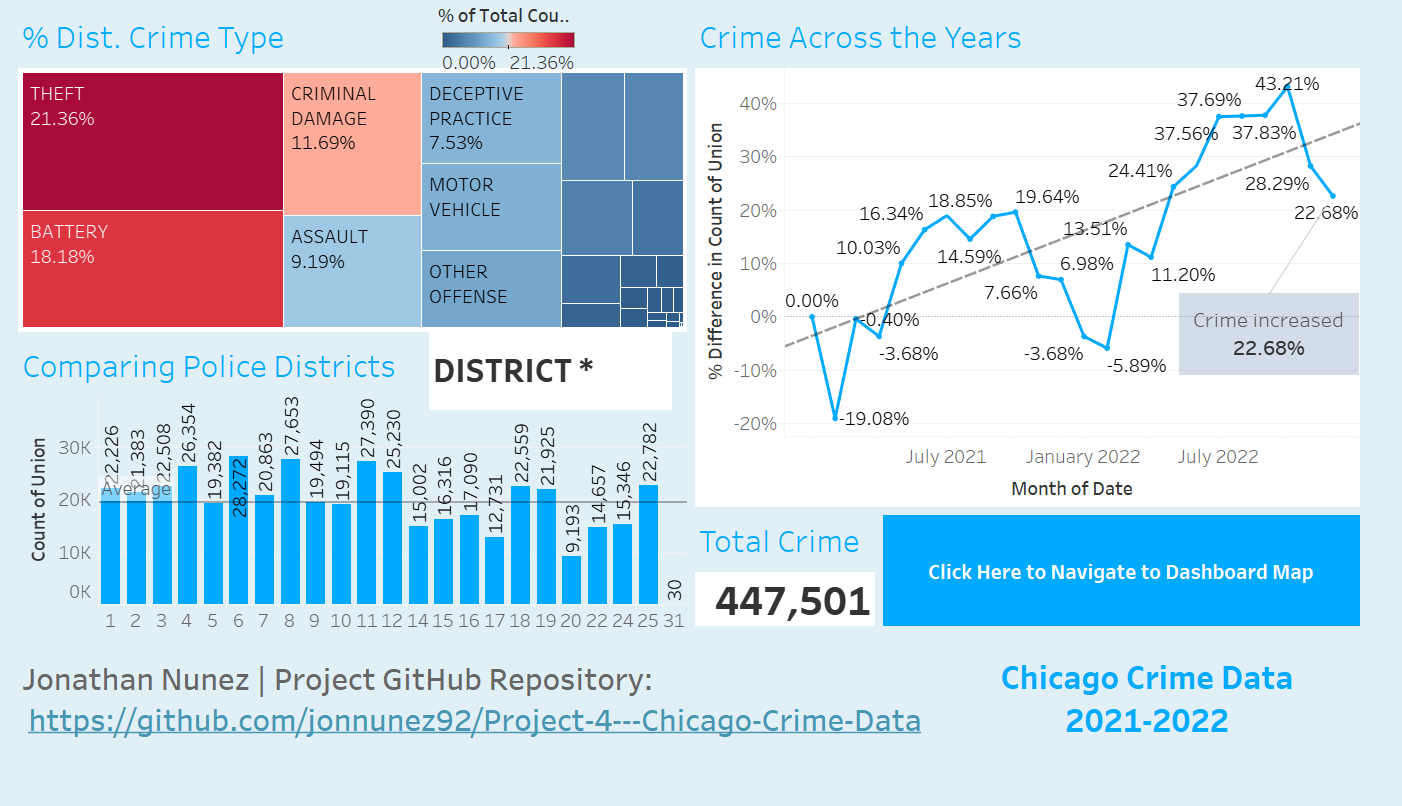 % Dist. Crime Type
% of Total Cou..
0.00% 21.36%
THEFT
21.36%
BATTERY
18.18%
CRIMINAL
DAMAGE
11.69%
ASSAULT
9.19%
DECEPTIVE
PRACTICE
7.53%
MOTOR
VEHICLE
OTHER
OFFENSE
Crime Across the Years
% Difference in Count of Union
40%
30%
20%
10%
0%
-10%
-20%
0.00%
-19.08%
-0.40%
-3.68%
10.03%
16.34%
18.85%
14.59%
19.64%
7.66%
6.98%
-3.68%
-5.89%
13.51%
11.20%
24.41%
37.56%
37.69%
37.83%
43.21%
28.29%
22.68%
Crime increased
22.68%
July 2021 January 2022 July 2022
Month of Date
Comparing Police Districts
DISTRICT *
Count of Union
30K
20K
10K
0K
Average
22,226
21,383
22,508
26,354
19,382
28,272
20,863
27,653
19,494
19,115
27,390
25,230
15,002
16,316
17,090
12,731
22,559
21,925
9,193
14,657
15,346
22,782
30
1 2 3 4 5 6 7 8 9 10 11 12 14 15 16 17 18 19 20 22 24 25 31
Total Crime
447,501
Click Here to Navigate to Dashboard Map
Jonathan Nunez | Project GitHub Repository:
https://github.com/jonnunez92/Project-4---Chicago-Crime-Data
Chicago Crime Data
2021-2022